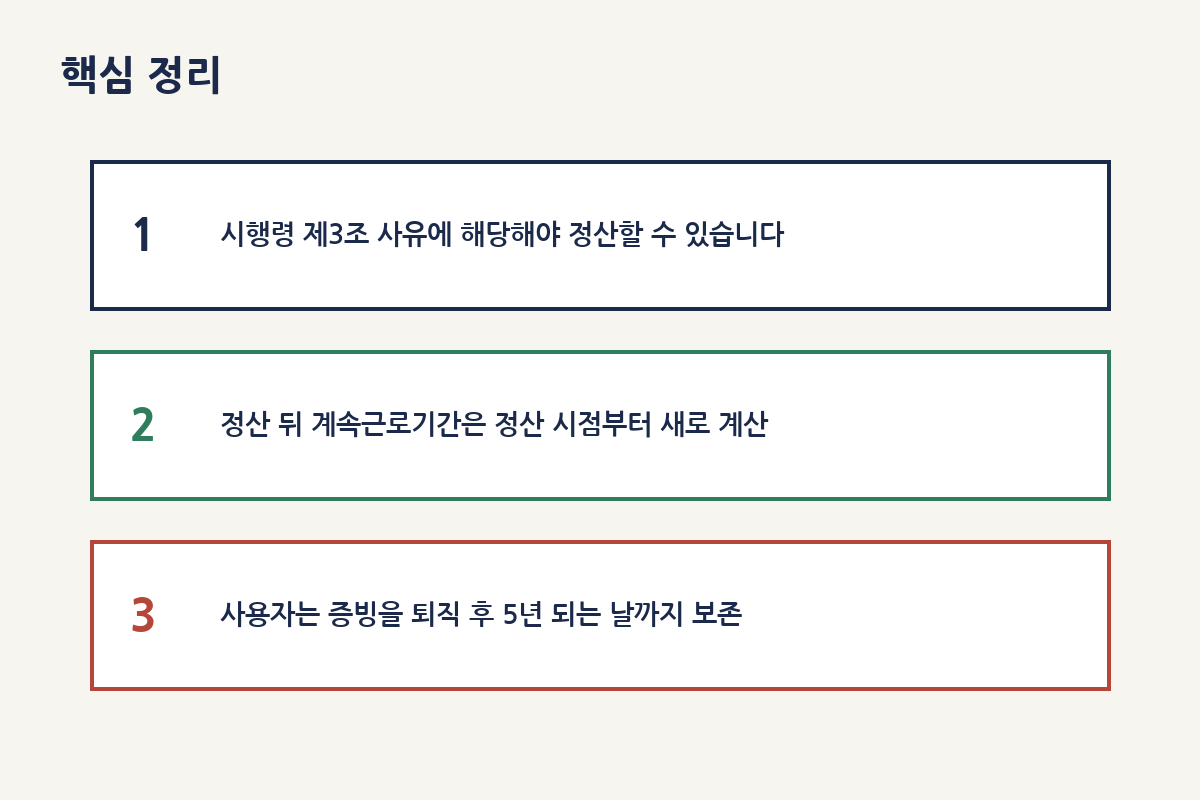 핵심 정리
1 시행령 제3조 사유에 해당해야 정산할 수 있습니다
2 정산 뒤 계속근로기간은 정산 시점부터 새로 계산
3 사용자는 증빙을 퇴직 후 5년 되는 날까지 보존